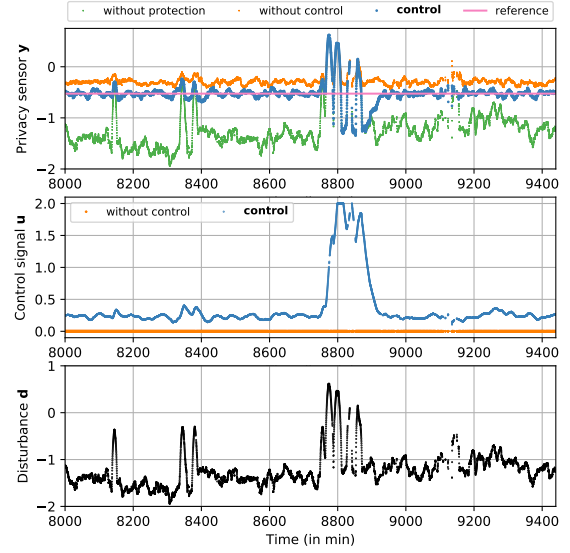 without protection without control control reference
Privacy sensor y
0
−1
−2
8000 8200 8400 8600 8800 9000 9200 9400
without control control
Control signal u
2.0
1.5
1.0
0.5
0.0
8000 8200 8400 8600 8800 9000 9200 9400
Disturbance d
1
0
−1
−2
8000 8200 8400 8600 8800 9000 9200 9400
Time (in min)